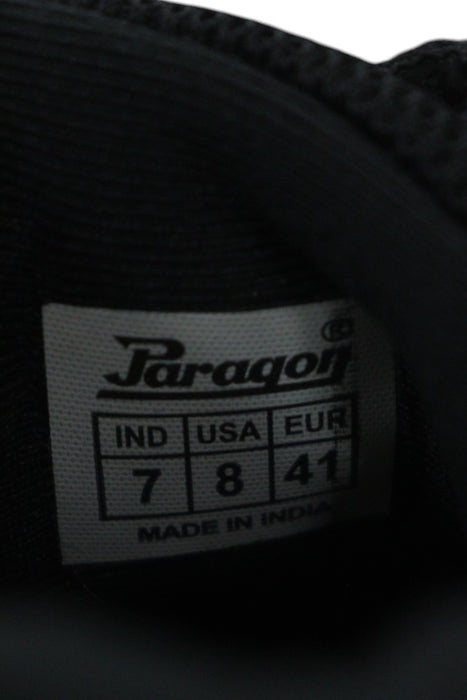 Paragon ®
IND USA EUR
7 8 41
MADE IN INDIA